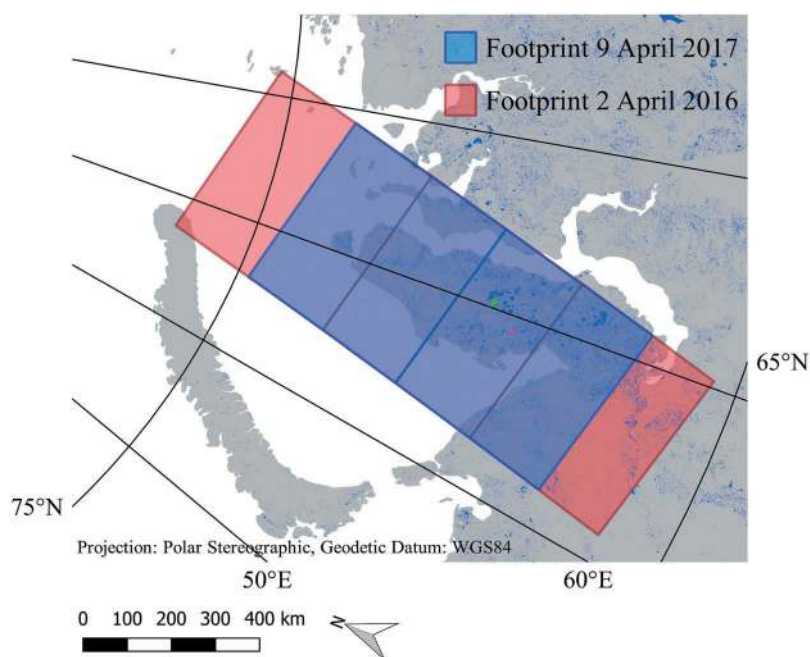 Footprint 9 April 2017
Footprint 2 April 2016
65°N
75°N
Projection: Polar Stereographic, Geodetic Datum: WGS84
50°E
60°E
0 100 200 300 400 km
N